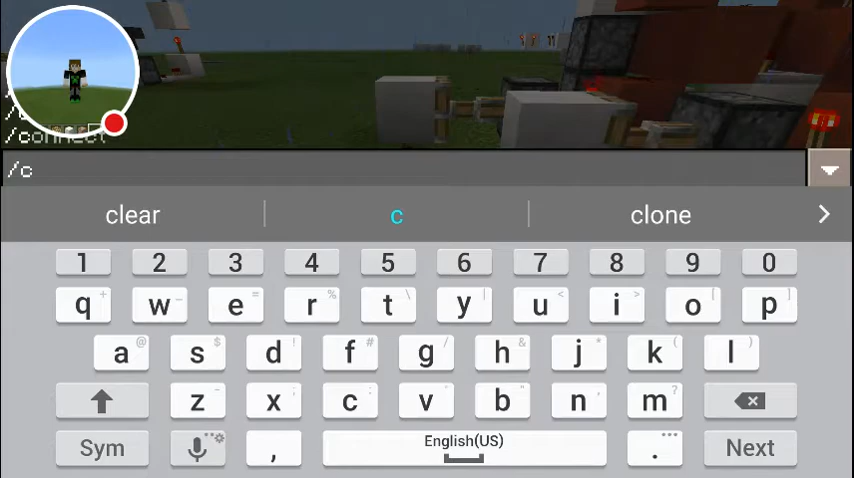 /connect
/c
clear c clone >
1 2 3 4 5 6 7 8 9 0
q + w - e = r % t \ y | u < i > o [ p ]
a @ s $ d ! f # g / h & j * k ( l )
z - x ; c : v ' b " n , m ?
Sym , English(US) . Next